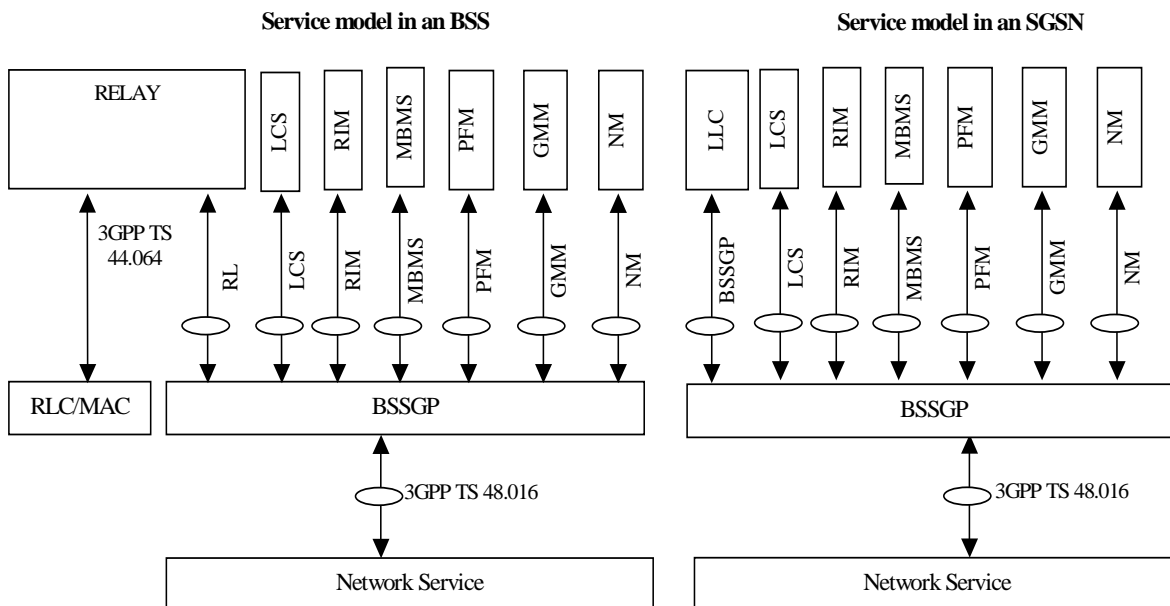 Service model in an BSS
Service model in an SGSN
RELAY
LCS
RIM
MBMS
PFM
GMM
NM
LLC
LCS
RIM
MBMS
PFM
GMM
NM
3GPP TS
44.064
RL
LCS
RIM
MBMS
PFM
GMM
NM
BSSGP
LCS
RIM
MBMS
PFM
GMM
NM
RLC/MAC
BSSGP
BSSGP
3GPP TS 48.016
3GPP TS 48.016
Network Service
Network Service